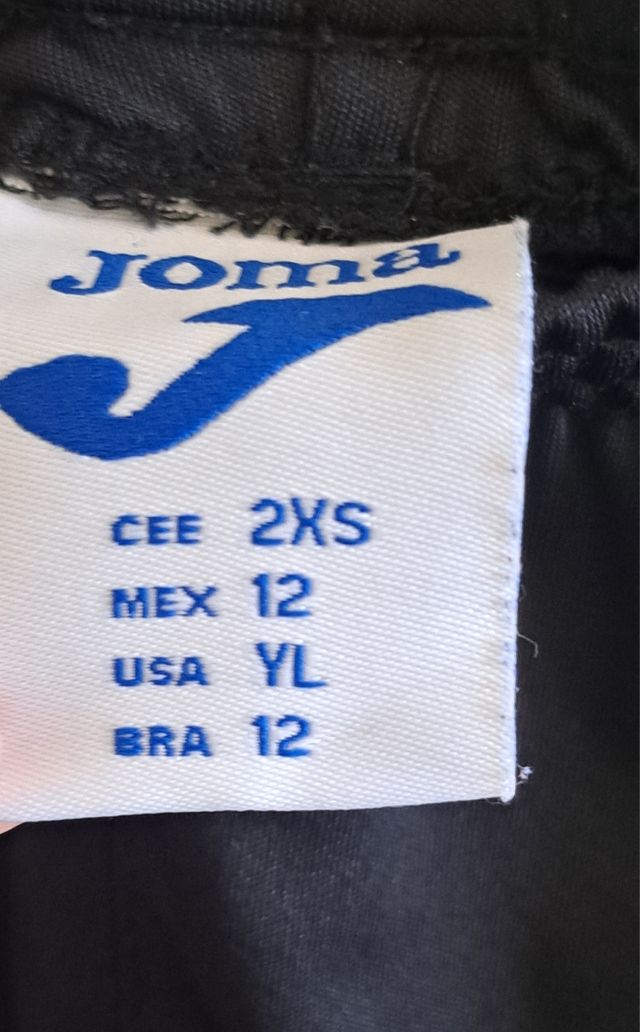 Joma
CEE 2XS
MEX 12
USA YL
BRA 12